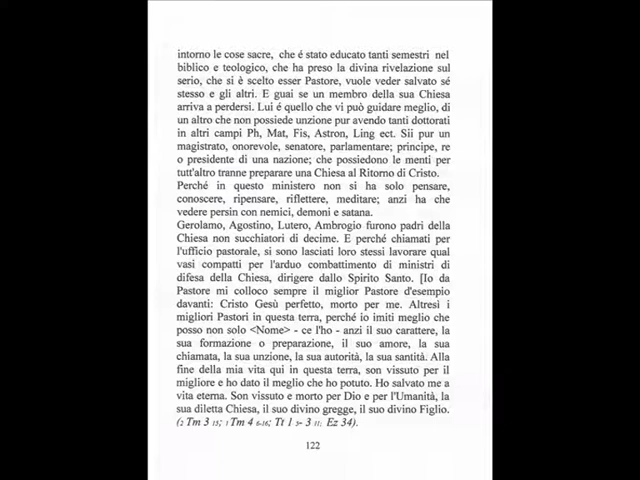 intorno le cose sacre, che é stato educato tanti semestri nel
biblico e teologico, che ha preso la divina rivelazione sul
serio, che si è scelto esser Pastore, vuole veder salvato sé
stesso e gli altri. E guai se un membro della sua Chiesa
arriva a perdersi. Lui é quello che vi può guidare meglio, di
un altro che non possiede unzione pur avendo tanti dottorati
in altri campi Ph, Mat, Fis, Astron, Ling ect. Sii pur un
magistrato, onorevole, senatore, parlamentare; principe, re
o presidente di una nazione; che possiedono le menti per
tutt'altro tranne preparare una Chiesa al Ritorno di Cristo.
Perché in questo ministero non si ha solo pensare,
conoscere, ripensare, riflettere, meditare; anzi ha che
vedere persin con nemici, demoni e satana.
Gerolamo, Agostino, Lutero, Ambrogio furono padri della
Chiesa non succhiatori di decime. E perché chiamati per
l'ufficio pastorale, si sono lasciati loro stessi lavorare qual
vasi compatti per l'arduo combattimento di ministri di
difesa della Chiesa, dirigere dallo Spirito Santo. [Io da
Pastore mi colloco sempre il miglior Pastore d'esempio
davanti: Cristo Gesù perfetto, morto per me. Altresì i
migliori Pastori in questa terra, perché io imiti meglio che
posso non solo <Nome> - ce l'ho - anzi il suo carattere, la
sua formazione o preparazione, il suo amore, la sua
chiamata, la sua unzione, la sua autorità, la sua santità. Alla
fine della mia vita qui in questa terra, son vissuto per il
migliore e ho dato il meglio che ho potuto. Ho salvato me a
vita eterna. Son vissuto e morto per Dio e per l'Umanità, la
sua diletta Chiesa, il suo divino gregge, il suo divino Figlio.
(2 Tm 3 15; 1 Tm 4 6-16; Tt 1 5- 3 11; Ez 34).
122